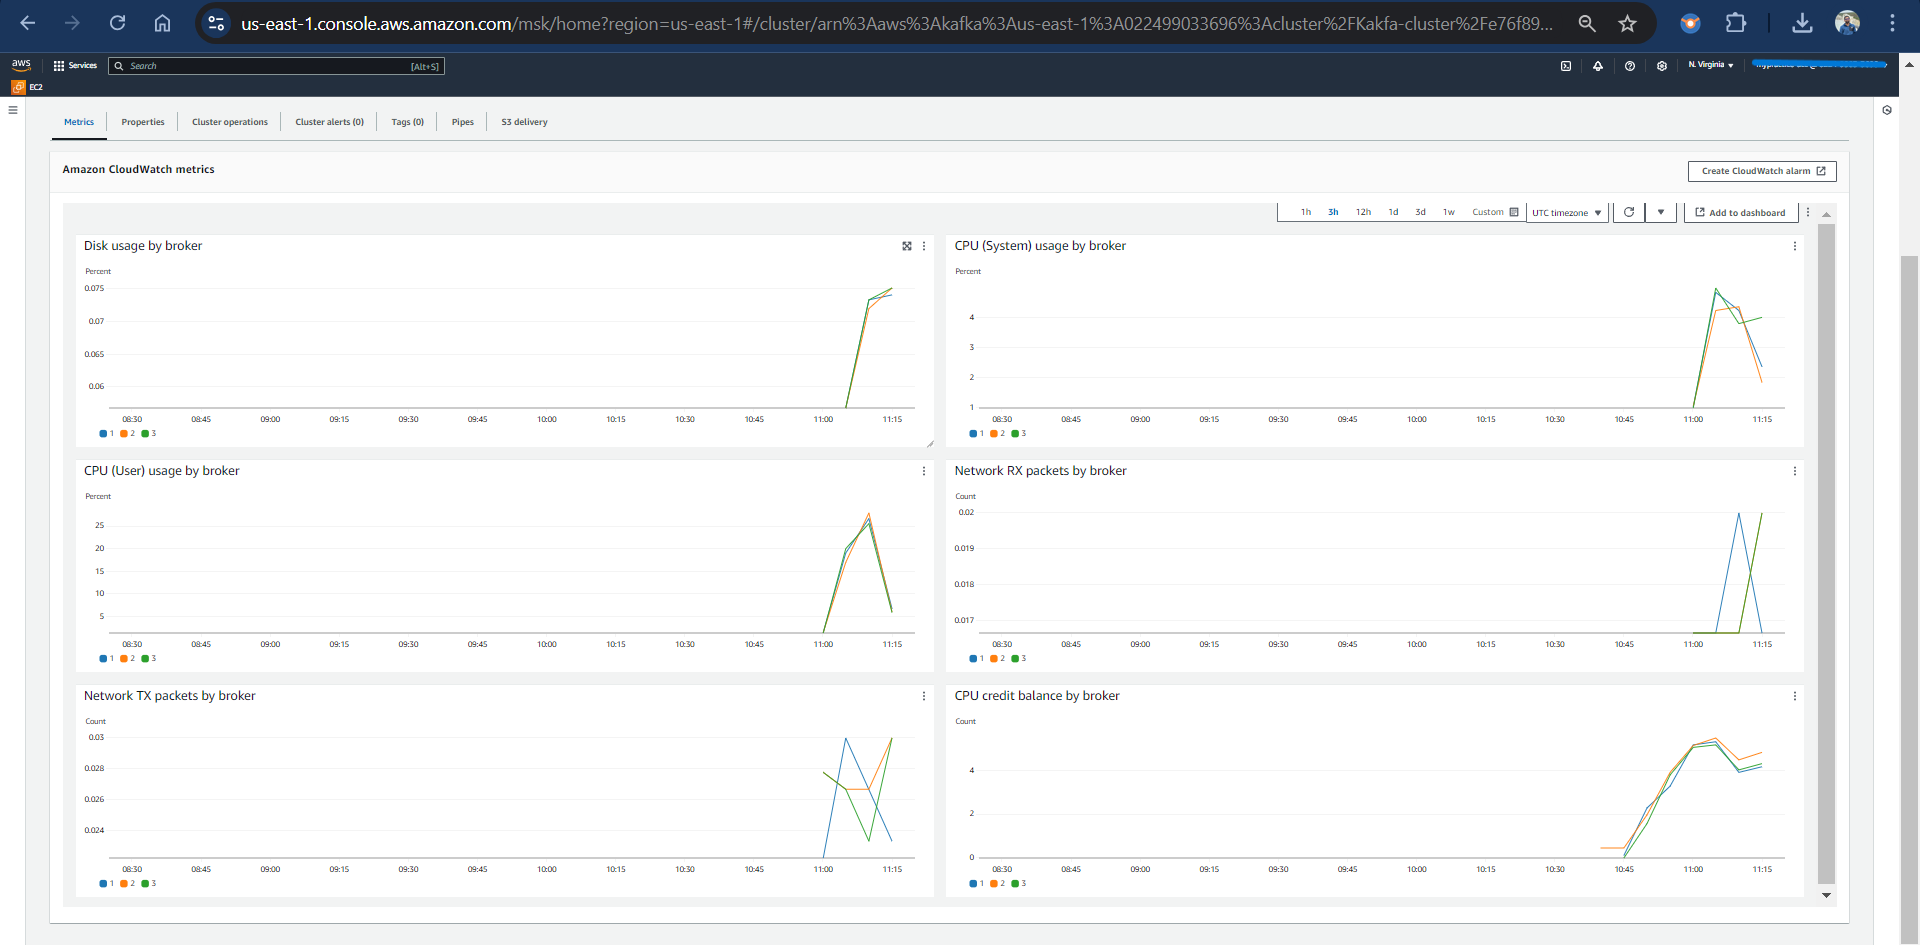 us-east-1.console.aws.amazon.com/msk/home?region=us-east-1#/cluster/arn%3Aaws%3Akafka%3Aus-east-1%3A022499033696%3Acluster%2FKakfa-cluster%2Fe76f89...
aws Services Search [Alt+S] N. Virginia
EC2
Metrics Properties Cluster operations Cluster alerts (0) Tags (0) Pipes S3 delivery
Amazon CloudWatch metrics Create CloudWatch alarm
1h 3h 12h 1d 3d 1w Custom UTC timezone Add to dashboard
Disk usage by broker
Percent
0.075
0.07
0.065
0.06
08:30 08:45 09:00 09:15 09:30 09:45 10:00 10:15 10:30 10:45 11:00 11:15
1 2 3
CPU (System) usage by broker
Percent
4
3
2
1
08:30 08:45 09:00 09:15 09:30 09:45 10:00 10:15 10:30 10:45 11:00 11:15
1 2 3
CPU (User) usage by broker
Percent
25
20
15
10
5
08:30 08:45 09:00 09:15 09:30 09:45 10:00 10:15 10:30 10:45 11:00 11:15
1 2 3
Network RX packets by broker
Count
0.02
0.019
0.018
0.017
08:30 08:45 09:00 09:15 09:30 09:45 10:00 10:15 10:30 10:45 11:00 11:15
1 2 3
Network TX packets by broker
Count
0.03
0.028
0.026
0.024
08:30 08:45 09:00 09:15 09:30 09:45 10:00 10:15 10:30 10:45 11:00 11:15
1 2 3
CPU credit balance by broker
Count
4
2
0
08:30 08:45 09:00 09:15 09:30 09:45 10:00 10:15 10:30 10:45 11:00 11:15
1 2 3